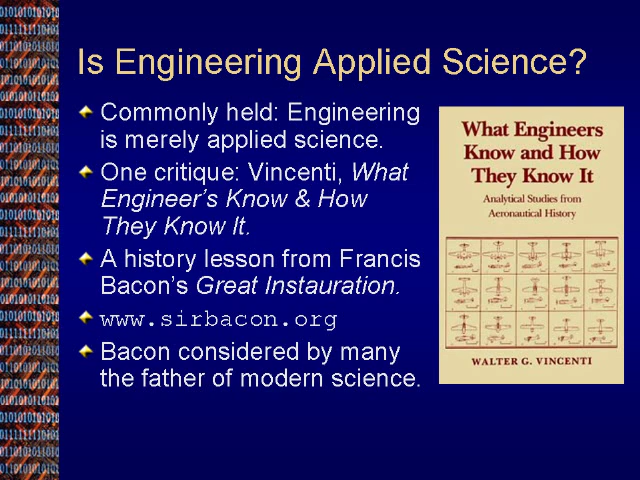 Is Engineering Applied Science?
Commonly held: Engineering
is merely applied science.
One critique: Vincenti, What
Engineer's Know & How
They Know It.
A history lesson from Francis
Bacon's Great Instauration.
www.sirbacon.org
Bacon considered by many
the father of modern science.
What Engineers
Know and How
They Know It
Analytical Studies from
Aeronautical History
WALTER G. VINCENTI